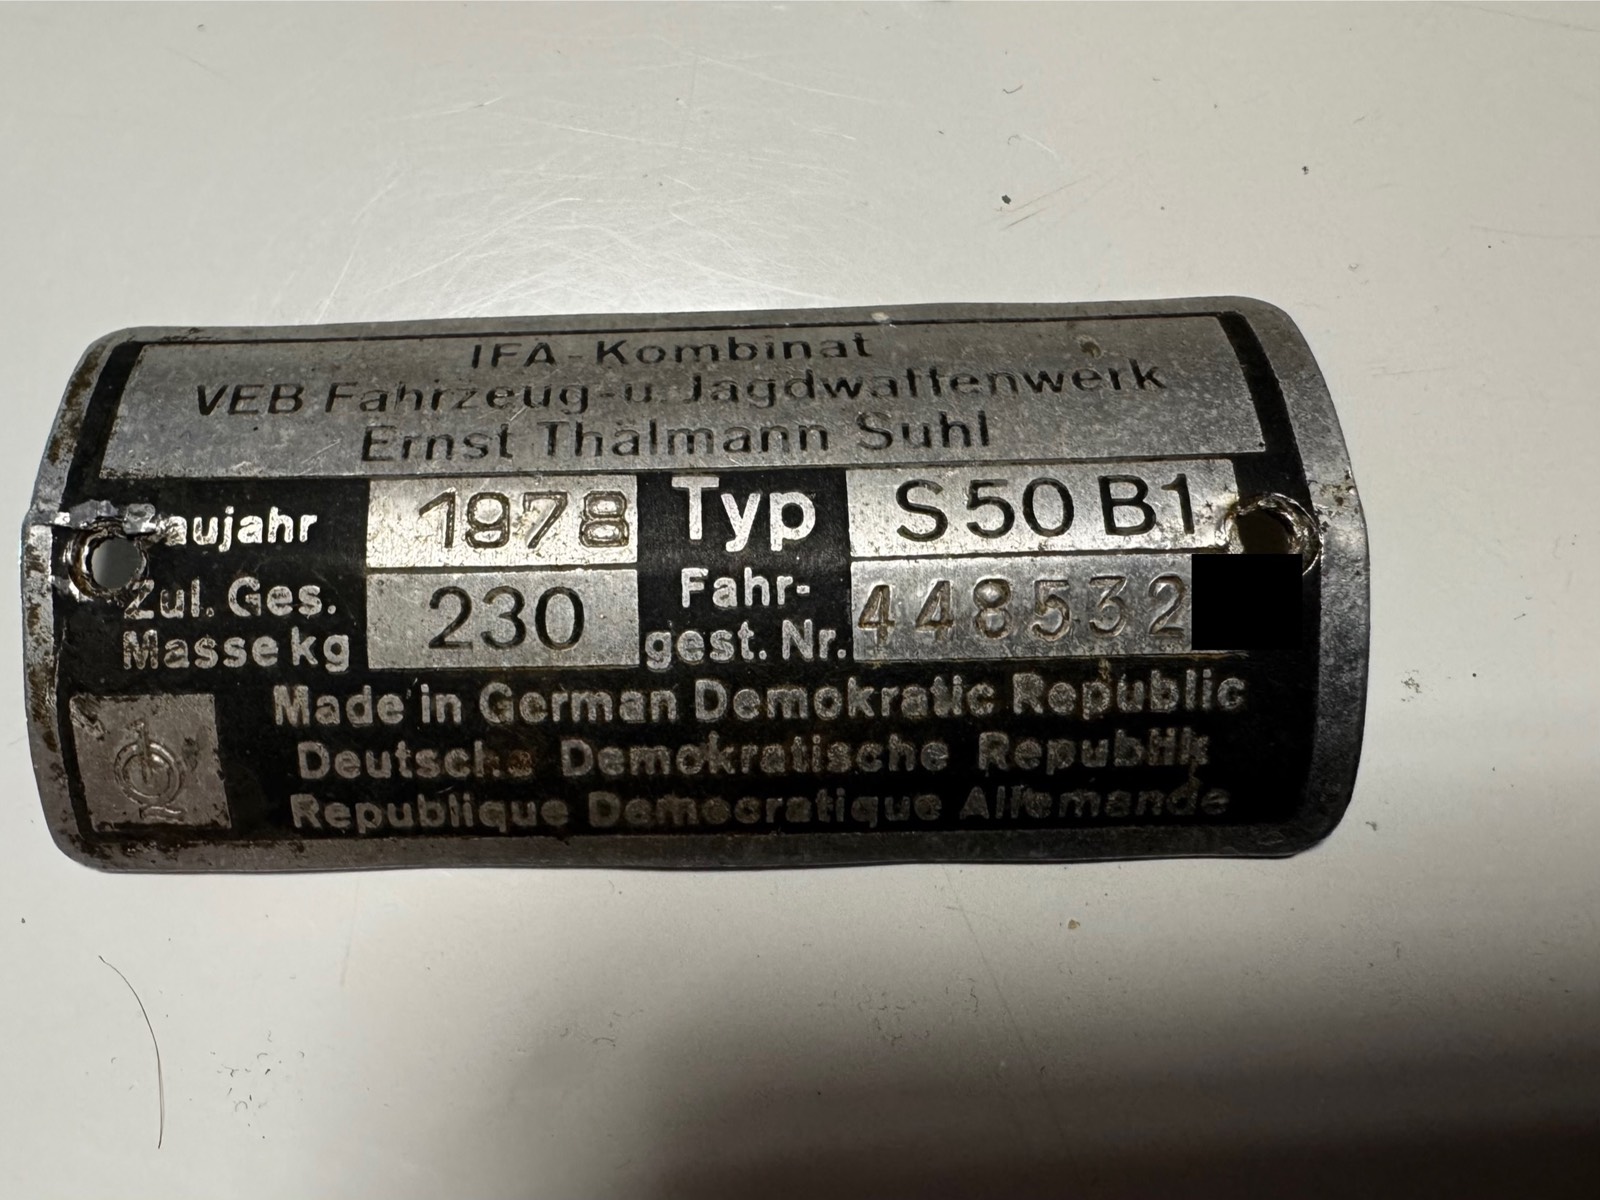 IFA-Kombinat
VEB Fahrzeug-u. Jagdwaffenwerk
Ernst Thälmann Suhl
Baujahr 1978 Typ S50 B1
Zul. Ges. Masse kg 230 Fahr-gest. Nr. 448532
Made in German Demokratic Republic
Deutsche Demokratische Republik
Republique Democratique Allemande